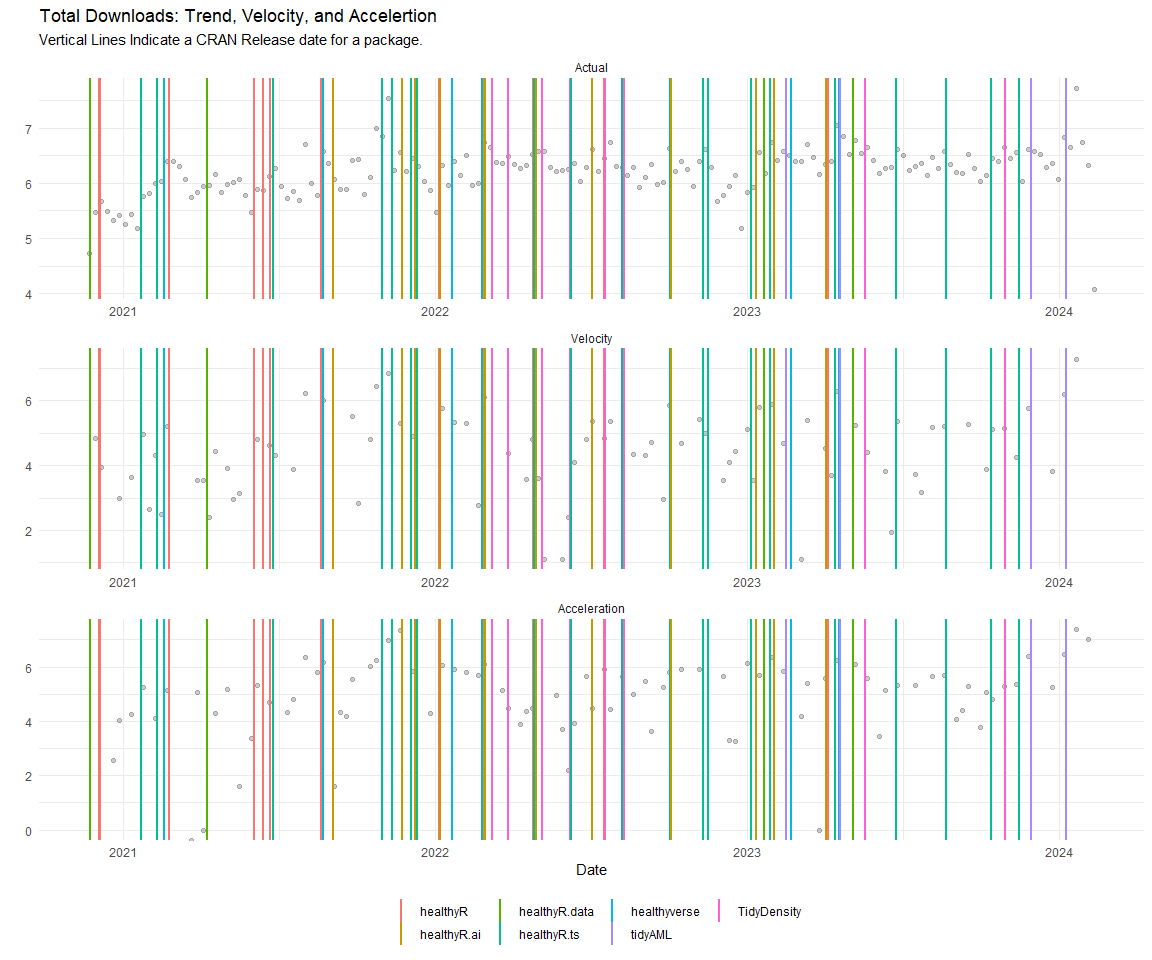 Total Downloads: Trend, Velocity, and Accelertion
Vertical Lines Indicate a CRAN Release date for a package.
Actual
7
6
5
4
2021 2022 2023 2024
Velocity
6
4
2
2021 2022 2023 2024
Acceleration
6
4
2
0
2021 2022 2023 2024
Date
healthyR healthyR.data healthyverse TidyDensity
healthyR.ai healthyR.ts tidyAML